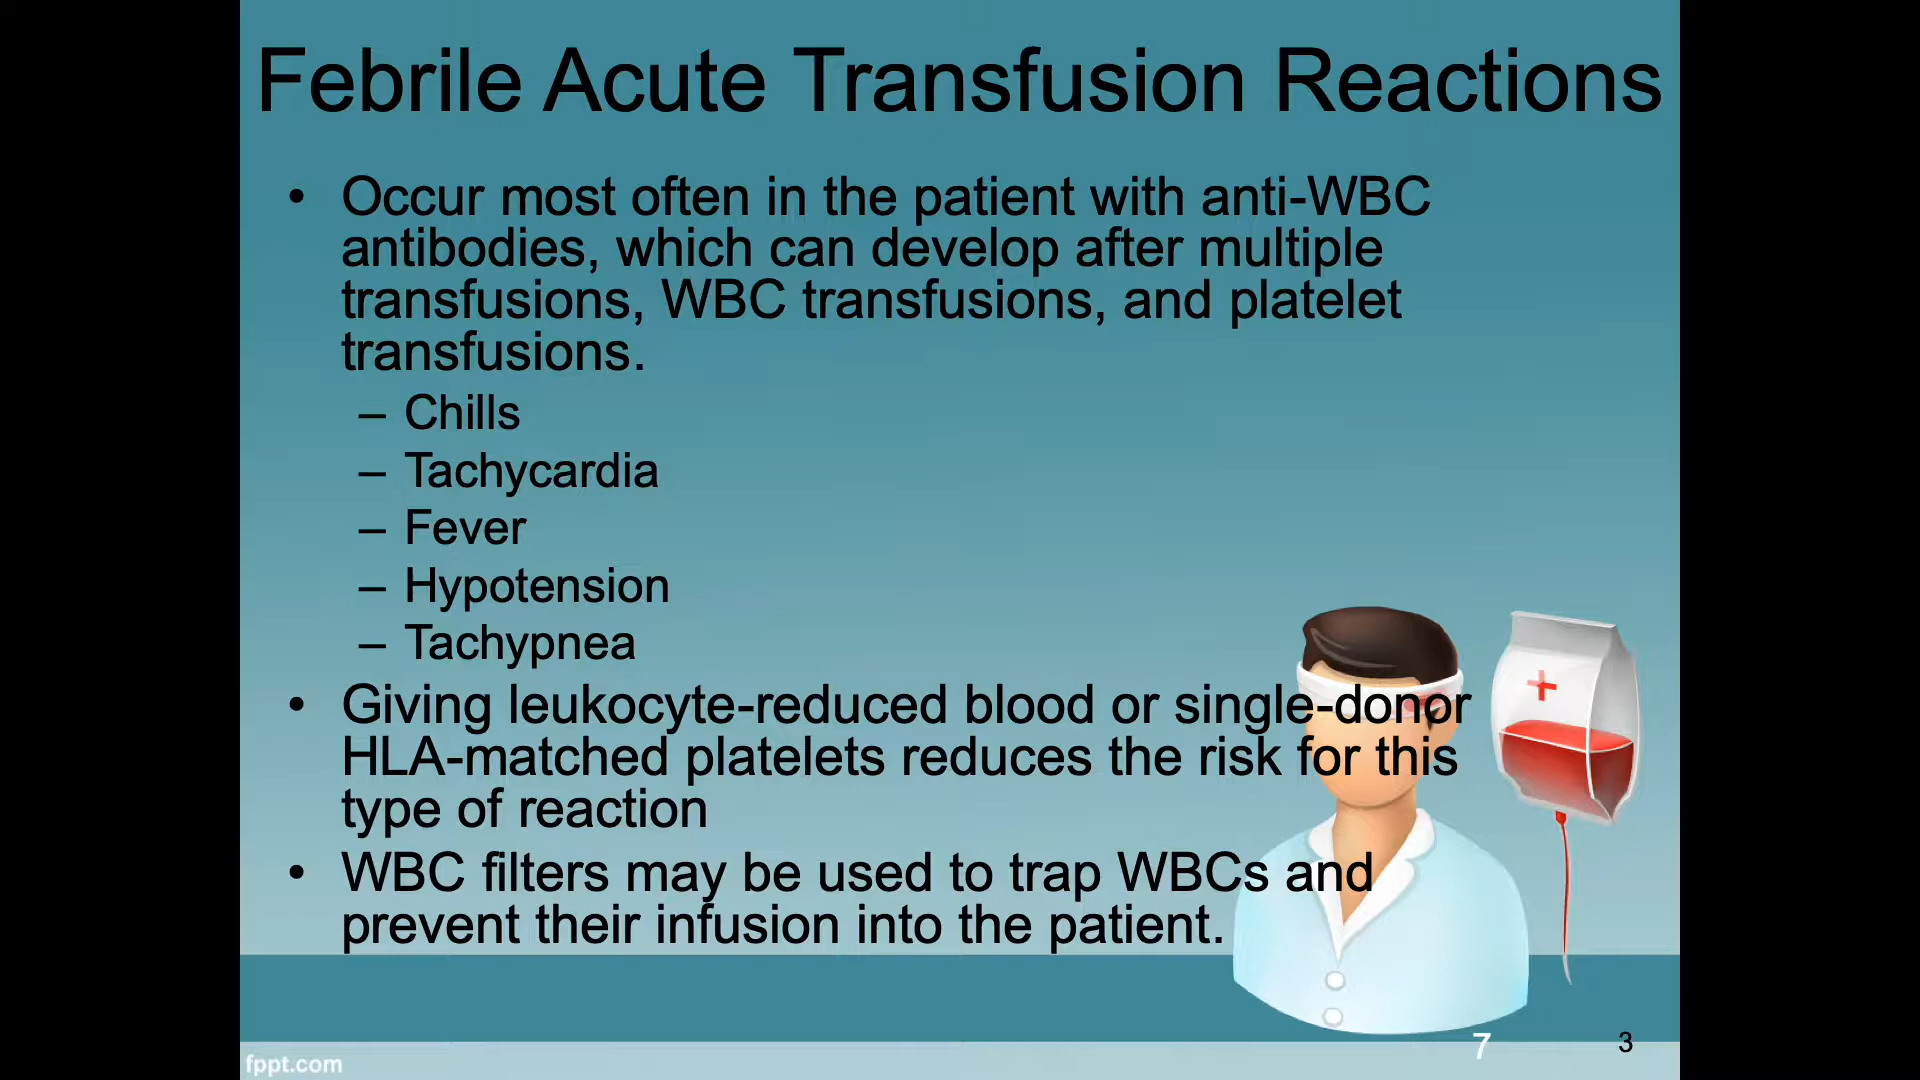 Febrile Acute Transfusion Reactions
• Occur most often in the patient with anti-WBC
antibodies, which can develop after multiple
transfusions, WBC transfusions, and platelet
transfusions.
– Chills
– Tachycardia
– Fever
– Hypotension
– Tachypnea
• Giving leukocyte-reduced blood or single-donor
HLA-matched platelets reduces the risk for this
type of reaction
• WBC filters may be used to trap WBCs and
prevent their infusion into the patient.
7
3
fppt.com